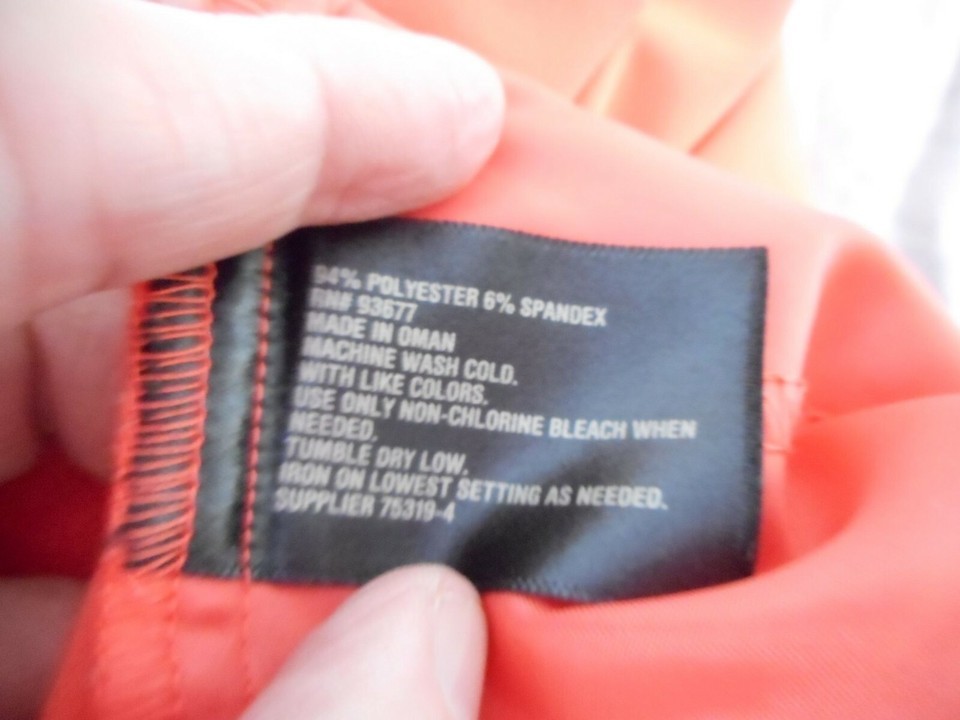 94% POLYESTER 6% SPANDEX
RN# 93677
MADE IN OMAN
MACHINE WASH COLD.
WITH LIKE COLORS.
USE ONLY NON-CHLORINE BLEACH WHEN
NEEDED.
TUMBLE DRY LOW.
IRON ON LOWEST SETTING AS NEEDED.
SUPPLIER 75319-4